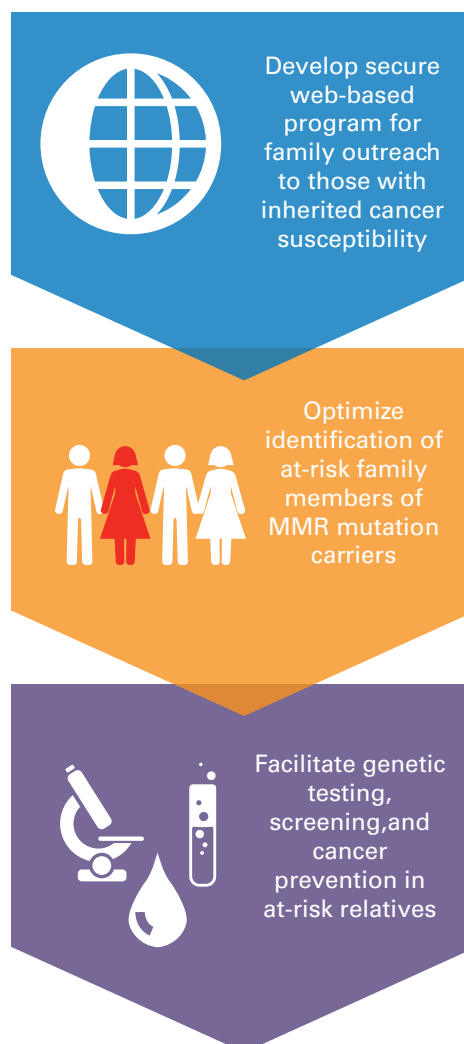 Develop secure
web-based
program for
family outreach
to those with
inherited cancer
susceptibility
Optimize
identification of
at-risk family
members of
MMR mutation
carriers
Facilitate genetic
testing,
screening,and
cancer
prevention in
at-risk relatives